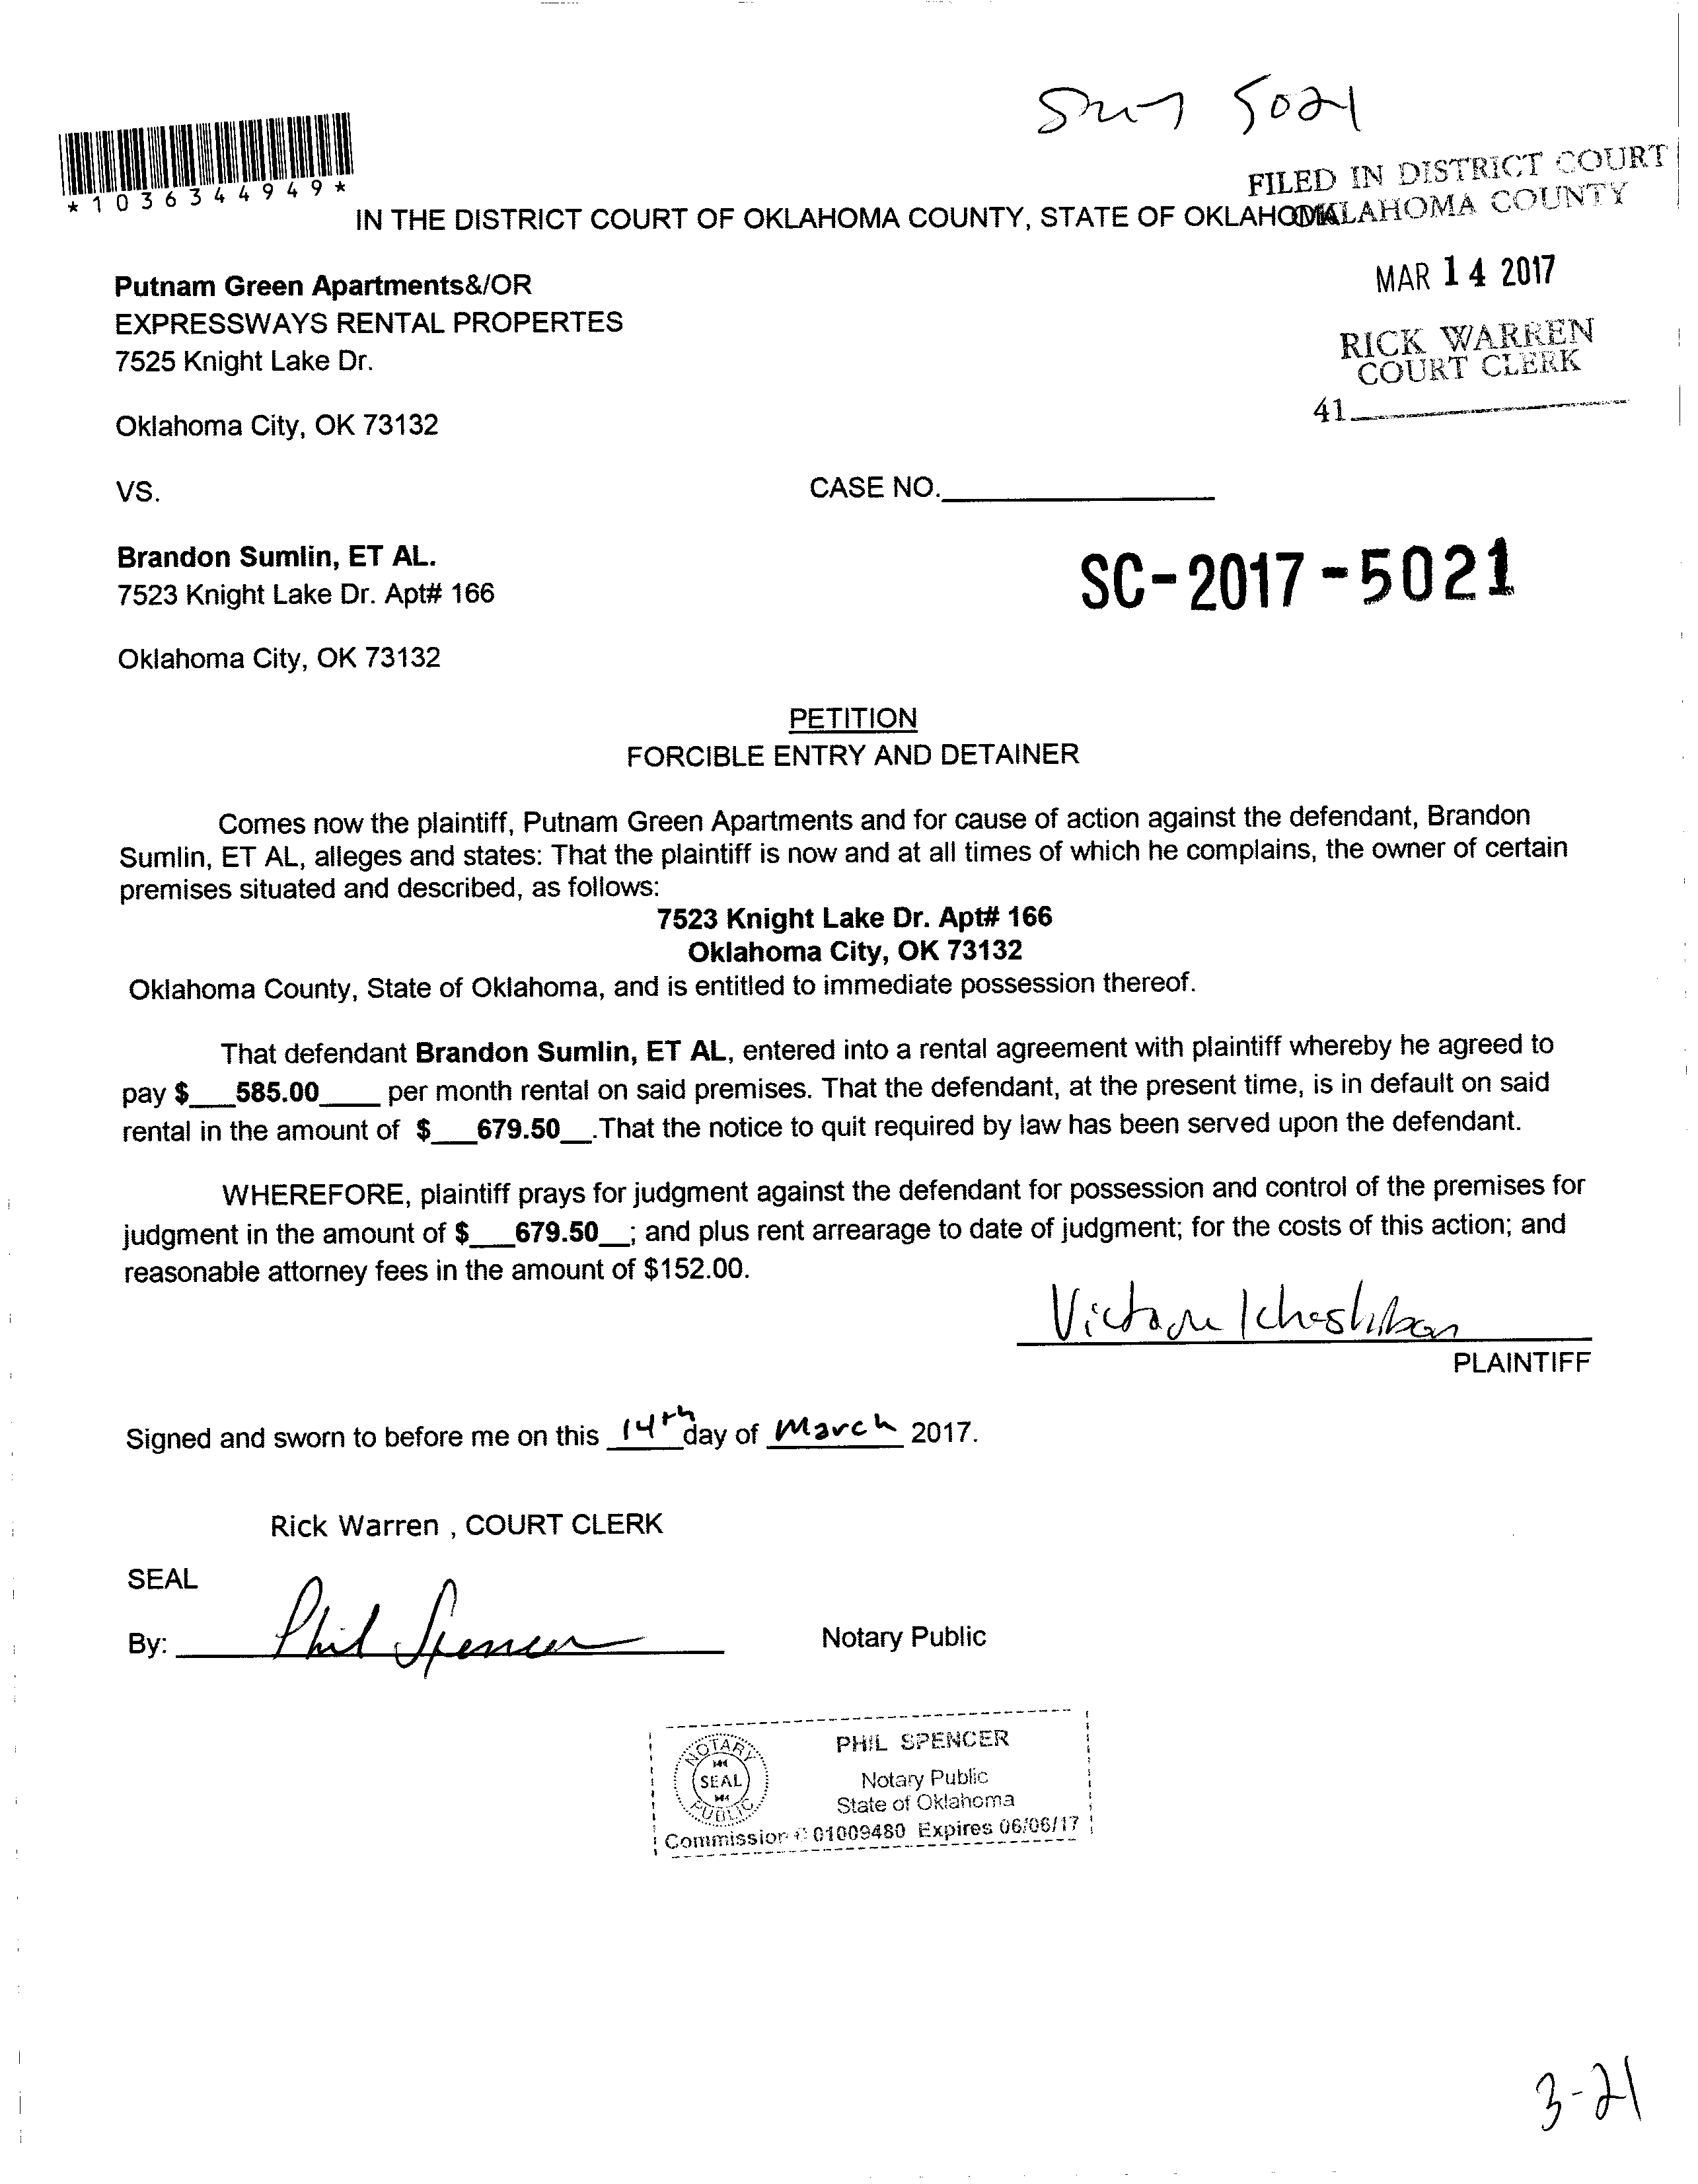 5021
*1036344949*
FILED IN DISTRICT COURT
OKLAHOMA COUNTY
IN THE DISTRICT COURT OF OKLAHOMA COUNTY, STATE OF OKLAHOMA
MAR 14 2017
RICK WARREN
COURT CLERK
41
Putnam Green Apartments&/OR
EXPRESSWAYS RENTAL PROPERTES
7525 Knight Lake Dr.
Oklahoma City, OK 73132
VS.
CASE NO.
Brandon Sumlin, ET AL.
7523 Knight Lake Dr. Apt# 166
SC-2017-5021
Oklahoma City, OK 73132
PETITION
FORCIBLE ENTRY AND DETAINER
Comes now the plaintiff, Putnam Green Apartments and for cause of action against the defendant, Brandon
Sumlin, ET AL, alleges and states: That the plaintiff is now and at all times of which he complains, the owner of certain
premises situated and described, as follows:
7523 Knight Lake Dr. Apt# 166
Oklahoma City, OK 73132
Oklahoma County, State of Oklahoma, and is entitled to immediate possession thereof.
That defendant Brandon Sumlin, ET AL, entered into a rental agreement with plaintiff whereby he agreed to
pay $___585.00____ per month rental on said premises. That the defendant, at the present time, is in default on said
rental in the amount of $___679.50__.That the notice to quit required by law has been served upon the defendant.
WHEREFORE, plaintiff prays for judgment against the defendant for possession and control of the premises for
judgment in the amount of $___679.50__; and plus rent arrearage to date of judgment; for the costs of this action; and
reasonable attorney fees in the amount of $152.00.
PLAINTIFF
Signed and sworn to before me on this 14th day of March 2017.
Rick Warren , COURT CLERK
SEAL
By: Phil Spencer Notary Public
NOTARY PUBLIC
SEAL
PHIL SPENCER
Notary Public
State of Oklahoma
Commission # 01009480 Expires 06/06/17
3-21